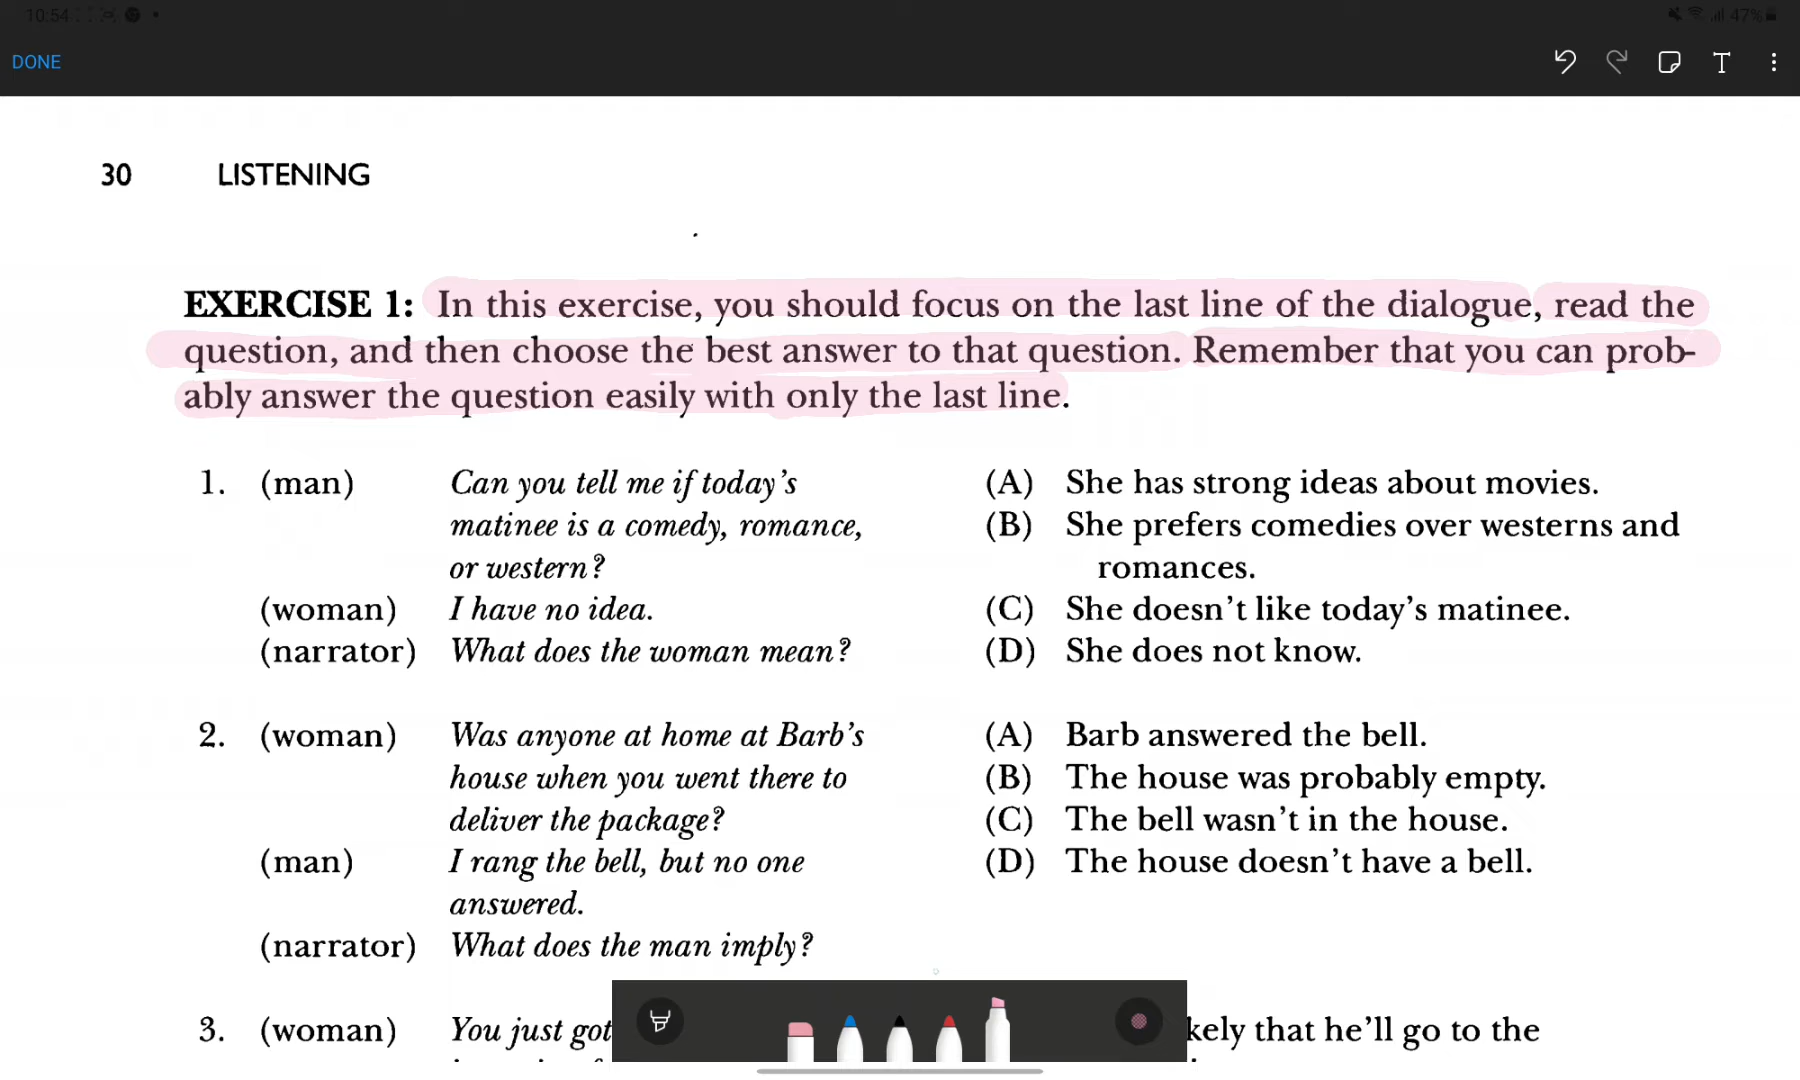 10:54
47%
DONE
T
30 LISTENING
EXERCISE 1: In this exercise, you should focus on the last line of the dialogue, read the
question, and then choose the best answer to that question. Remember that you can prob-
ably answer the question easily with only the last line.
1. (man) Can you tell me if today's
matinee is a comedy, romance,
or western?
(woman) I have no idea.
(narrator) What does the woman mean?
(A) She has strong ideas about movies.
(B) She prefers comedies over westerns and
romances.
(C) She doesn't like today's matinee.
(D) She does not know.
2. (woman) Was anyone at home at Barb's
house when you went there to
deliver the package?
(man) I rang the bell, but no one
answered.
(narrator) What does the man imply?
(A) Barb answered the bell.
(B) The house was probably empty.
(C) The bell wasn't in the house.
(D) The house doesn't have a bell.
3. (woman) You just got
that he'll go to the